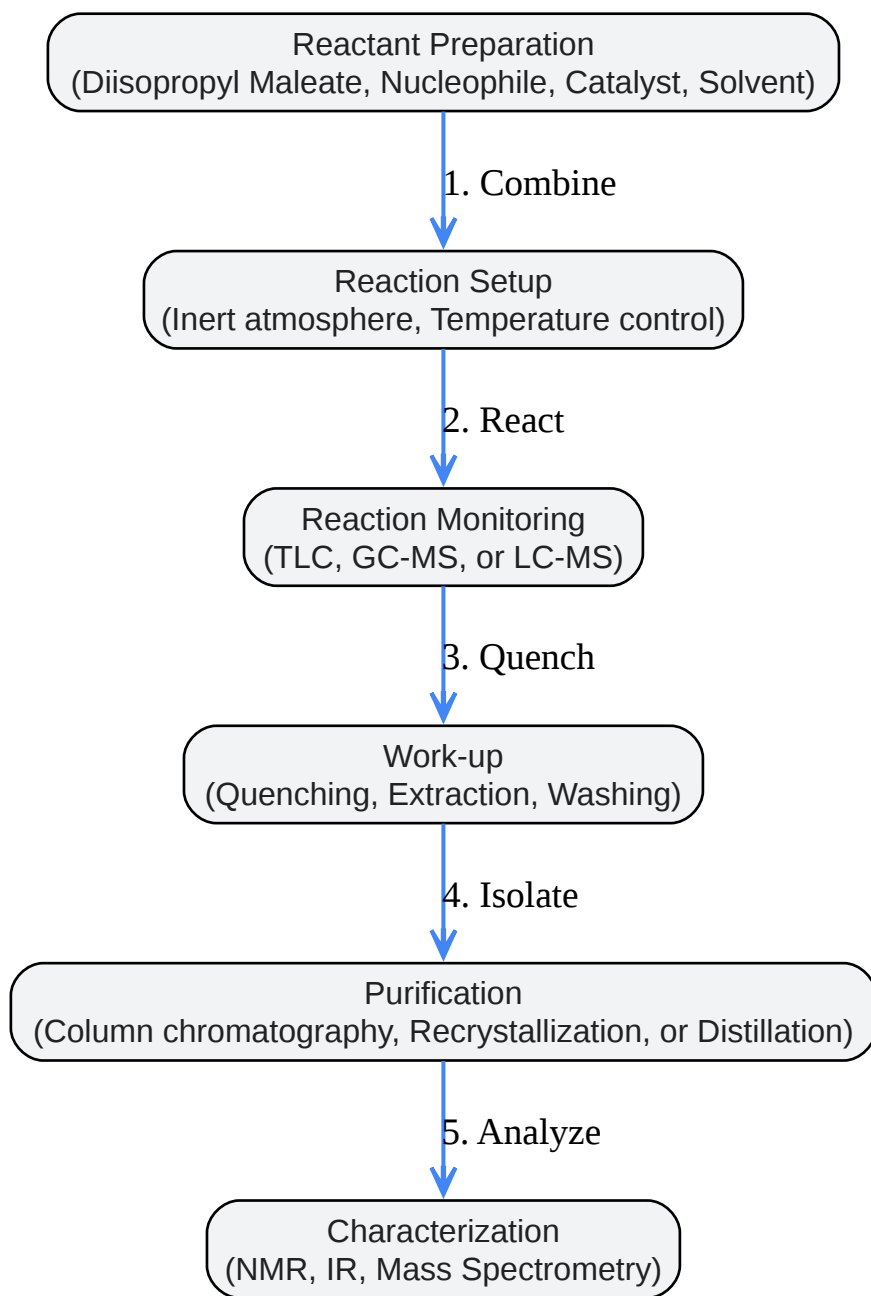 Reactant Preparation
(Diisopropyl Maleate, Nucleophile, Catalyst, Solvent)
1. Combine
Reaction Setup
(Inert atmosphere, Temperature control)
2. React
Reaction Monitoring
(TLC, GC-MS, or LC-MS)
3. Quench
Work-up
(Quenching, Extraction, Washing)
4. Isolate
Purification
(Column chromatography, Recrystallization, or Distillation)
5. Analyze
Characterization
(NMR, IR, Mass Spectrometry)